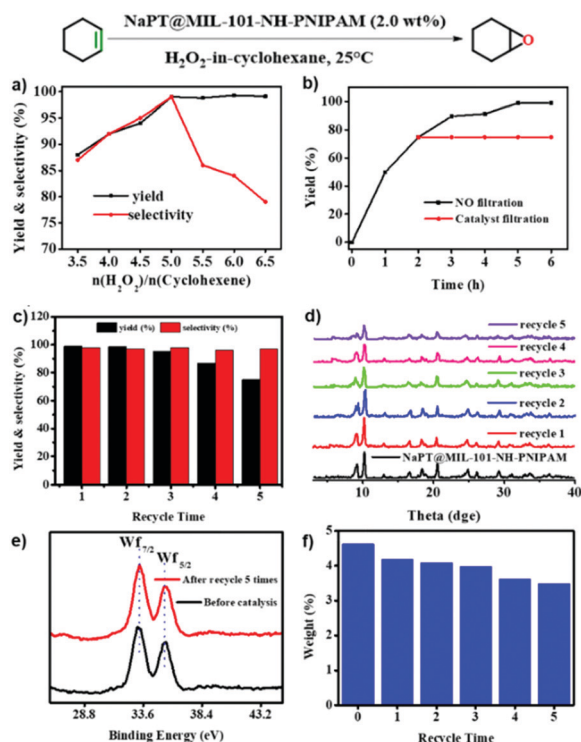 NaPT@MIL-101-NH-PNIPAM (2.0 wt%)
H₂O₂-in-cyclohexane, 25°C
O
a)
Yield & selectivity (%)
100
95
90
85
80
75
70
yield
selectivity
3.5 4.0 4.5 5.0 5.5 6.0 6.5
n(H₂O₂)/n(Cyclohexene)
b)
Yield (%)
100
80
60
40
20
0
NO filtration
Catalyst filtration
0 1 2 3 4 5 6
Time (h)
c)
Yield & selectivity (%)
120
100
80
60
40
20
0
yield (%) selectivity (%)
1 2 3 4 5
Recycle Time
d)
recycle 5
recycle 4
recycle 3
recycle 2
recycle 1
NaPT@MIL-101-NH-PNIPAM
10 20 30 40
Theta (dge)
e)
Wf7/2
Wf5/2
After recycle 5 times
Before catalysis
28.8 33.6 38.4 43.2
Binding Energy (eV)
f)
Weight (%)
5
4
3
2
1
0
0 1 2 3 4 5
Recycle Time